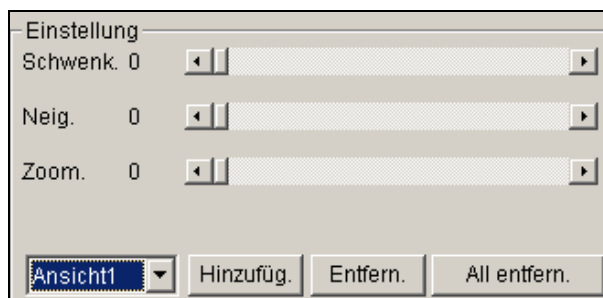 Einstellung
Schwenk. 0
Neig. 0
Zoom. 0
Ansicht1 Hinzufüg. Entfern. All entfern.